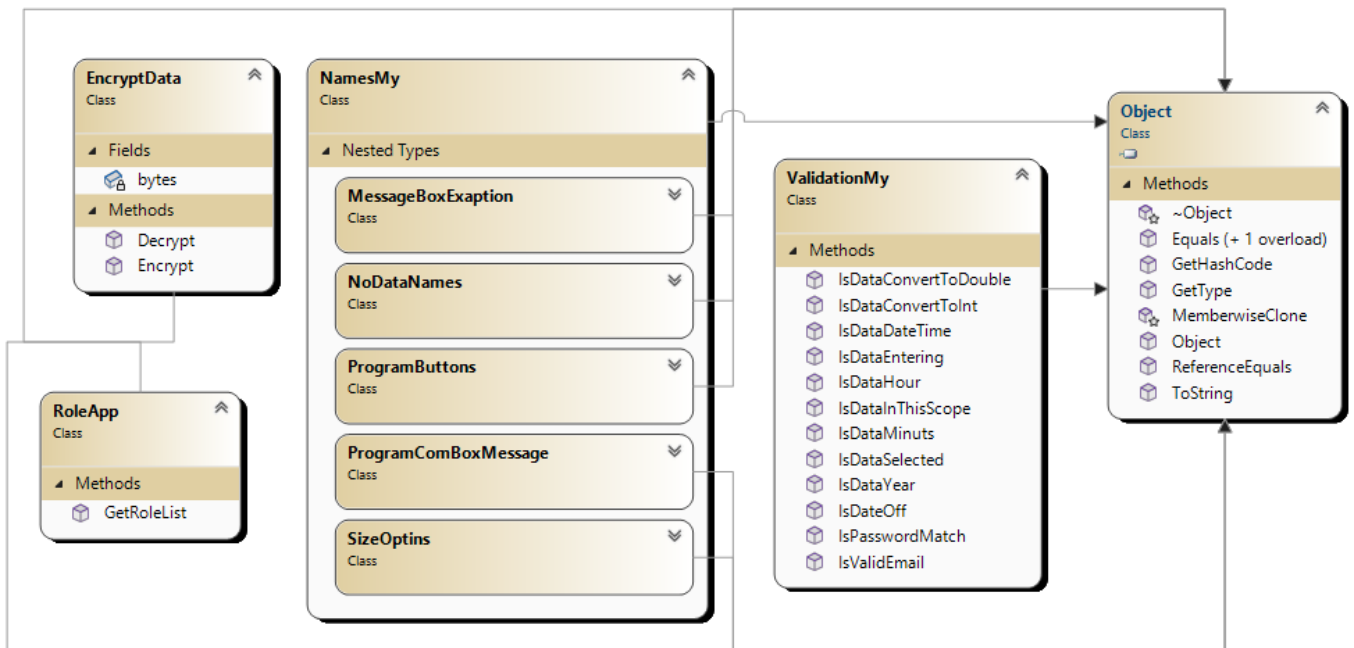 EncryptData
Class
Fields
bytes
Methods
Decrypt
Encrypt
RoleApp
Class
Methods
GetRoleList
NamesMy
Class
Nested Types
MessageBoxExaption
Class
NoDataNames
Class
ProgramButtons
Class
ProgramComBoxMessage
Class
SizeOptins
Class
ValidationMy
Class
Methods
IsDataConvertToDouble
IsDataConvertToInt
IsDataDateTime
IsDataEntering
IsDataHour
IsDataInThisScope
IsDataMinuts
IsDataSelected
IsDataYear
IsDateOff
IsPasswordMatch
IsValidEmail
Object
Class
Methods
~Object
Equals (+ 1 overload)
GetHashCode
GetType
MemberwiseClone
Object
ReferenceEquals
ToString